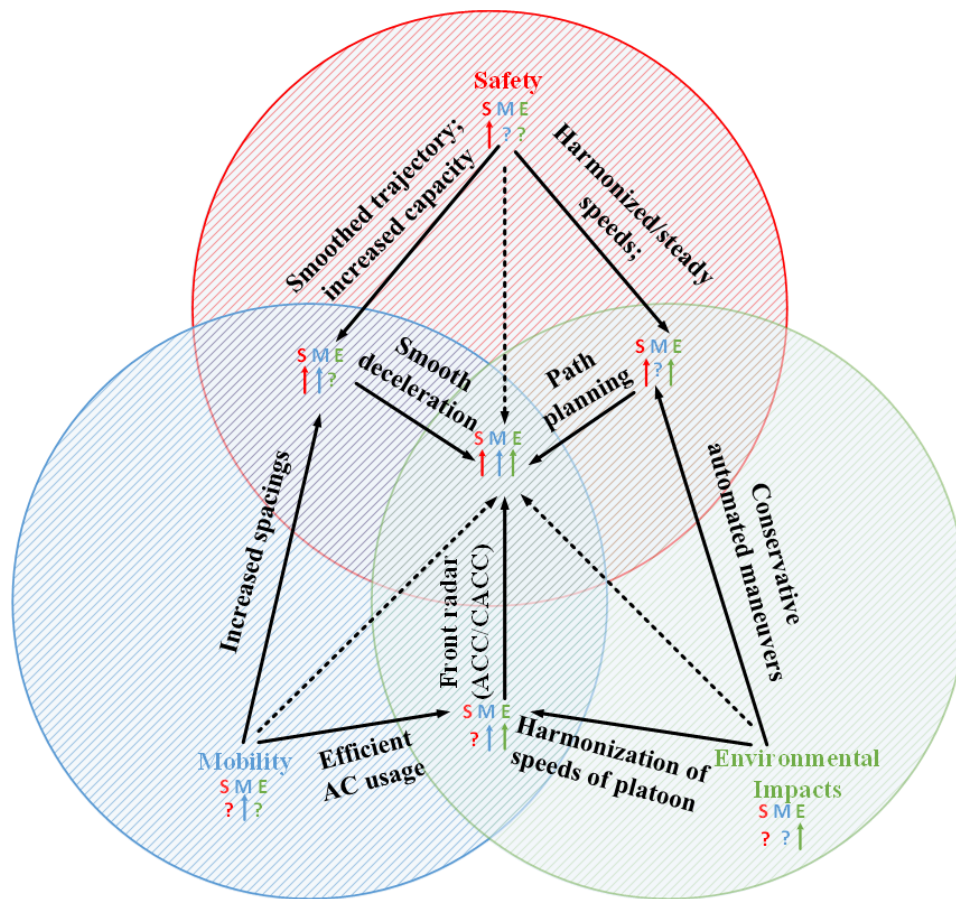 Safety
S M E
? ?
Smoothed trajectory;
increased capacity
Harmonized/steady
speeds;
S M E
?
Smooth
deceleration
Path
planning
S M E
?
S M E
Increased spacings
Front radar
(ACC/CACC)
Conservative
automated maneuvers
S M E
?
Mobility
S M E
? ?
Efficient
AC usage
Harmonization of
speeds of platoon
Environmental
Impacts
S M E
? ?